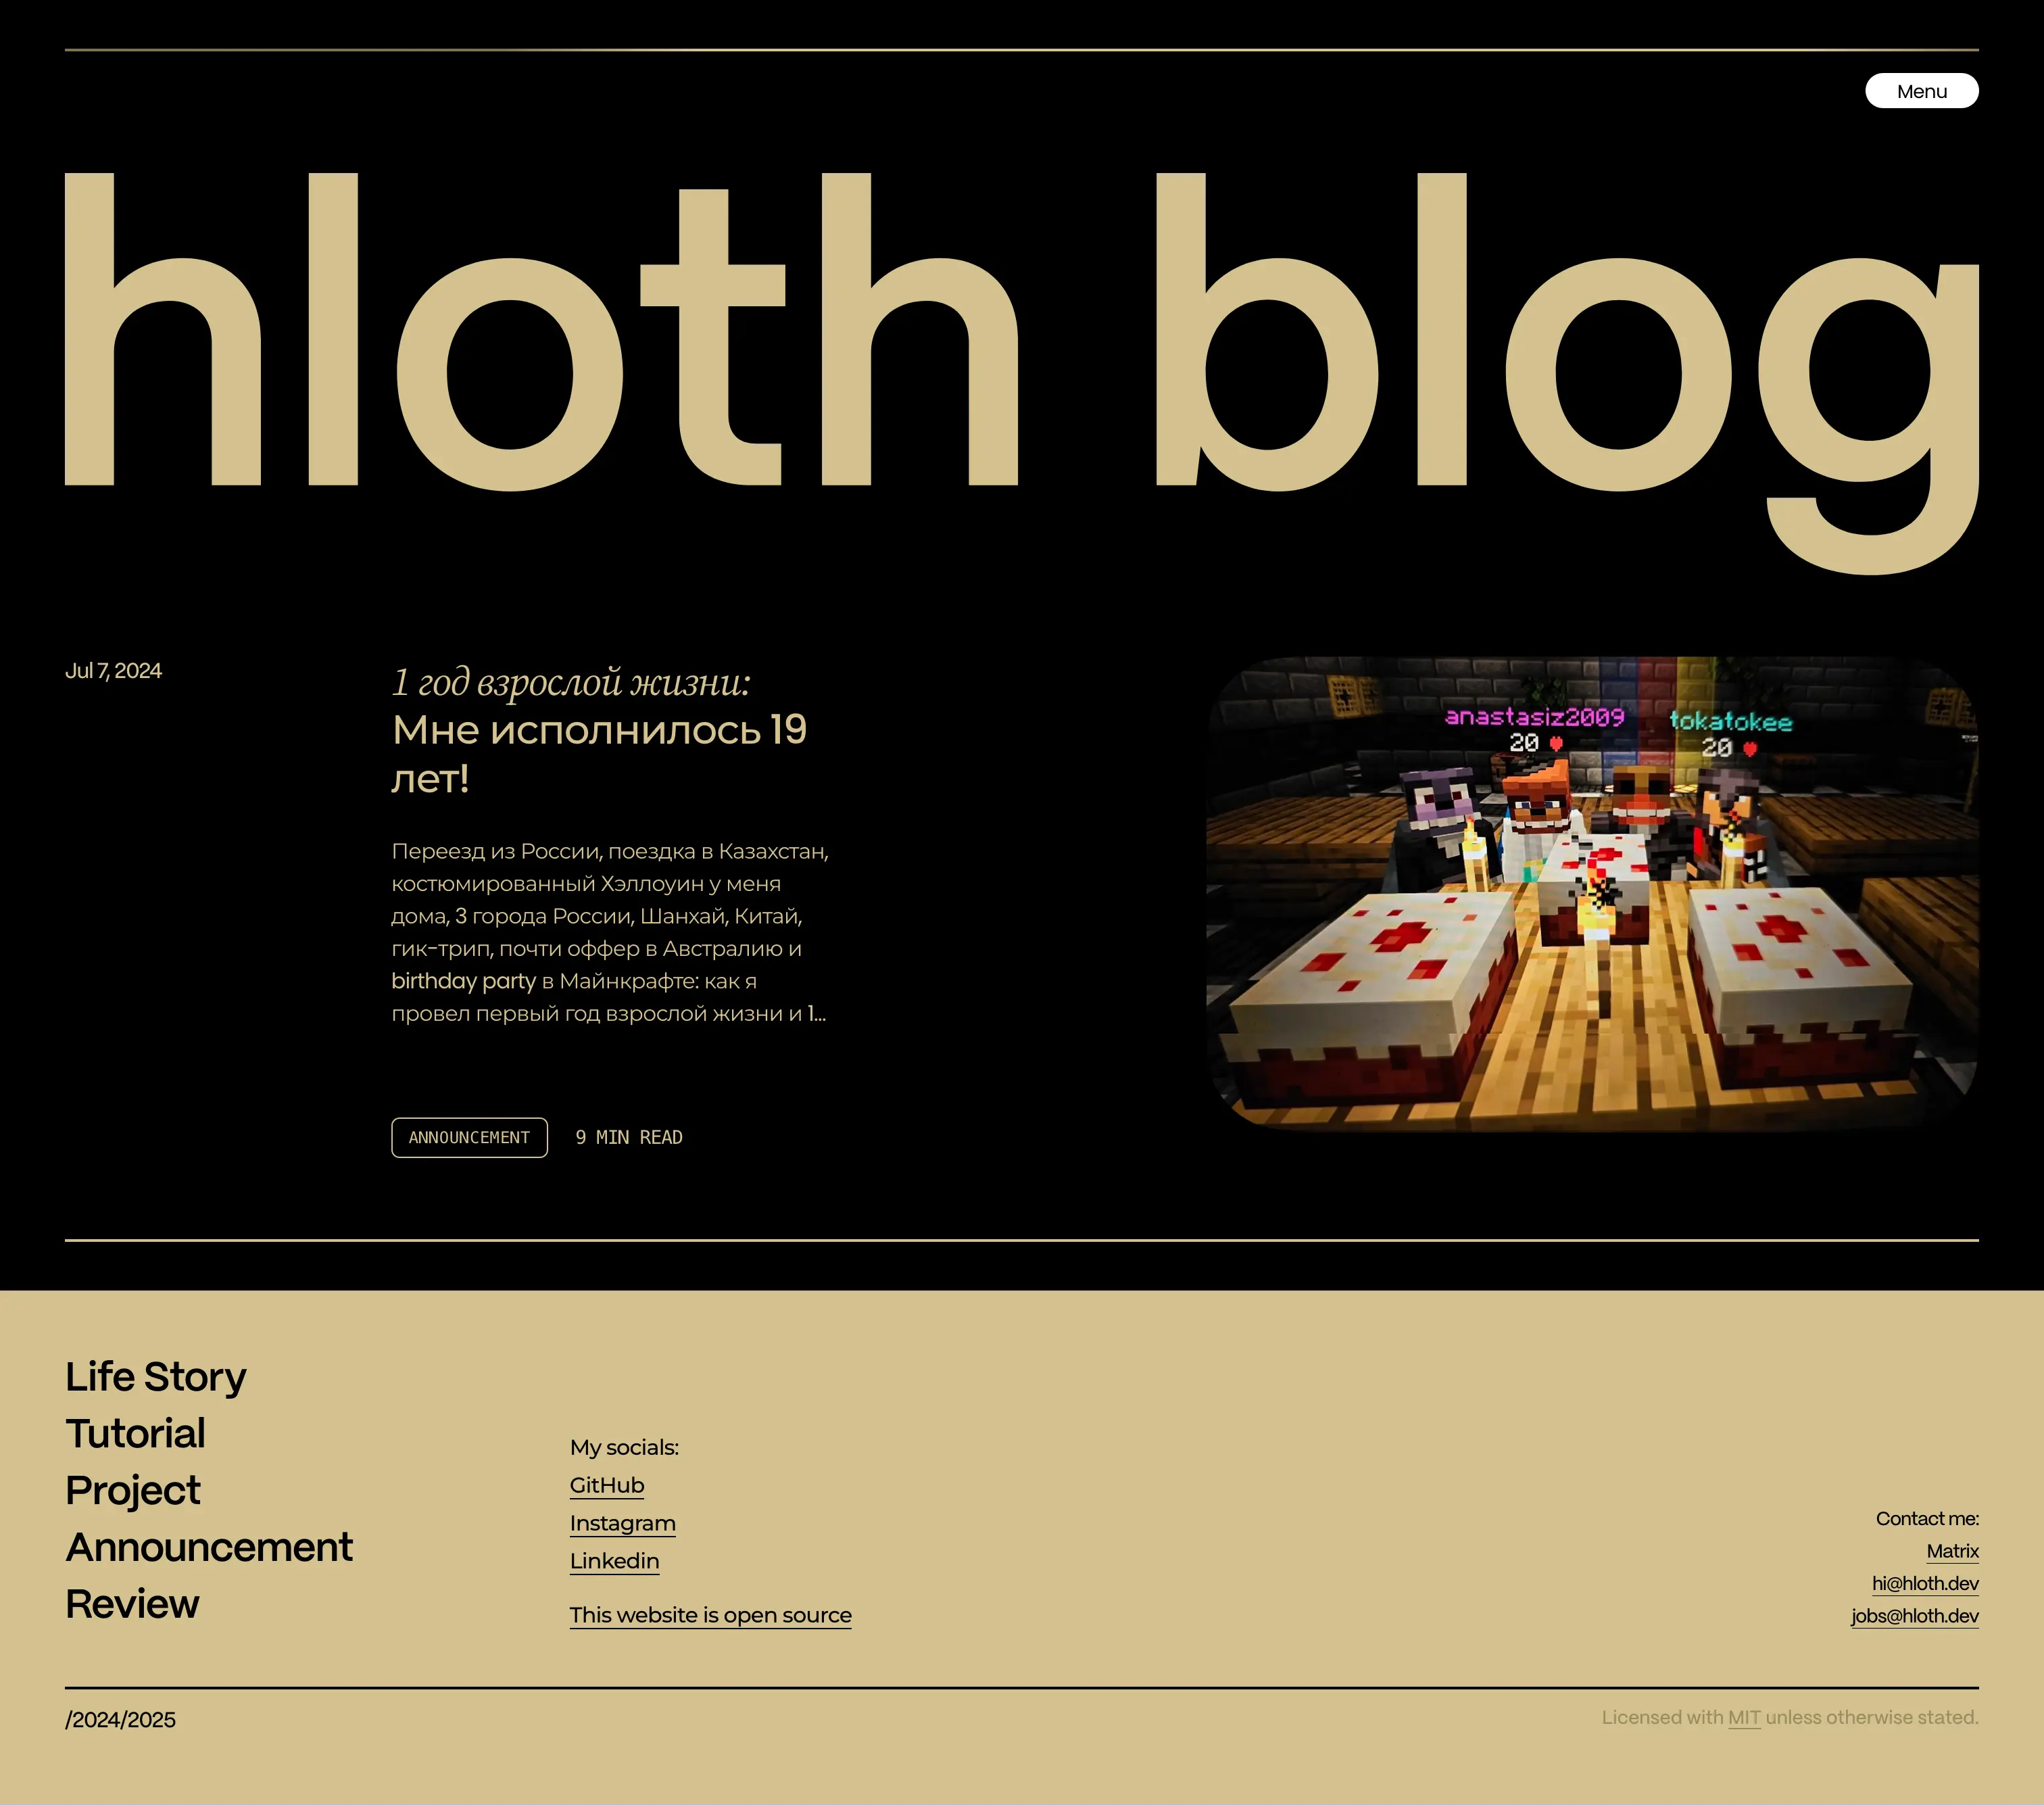 Menu
hloth blog
Jul 7, 2024
1 год взрослой жизни:
Мне исполнилось 19
лет!
Переезд из России, поездка в Казахстан,
костюмированный Хэллоуин у меня
дома, 3 города России, Шанхай, Китай,
гик-трип, почти оффер в Австралию и
birthday party в Майнкрафте: как я
провел первый год взрослой жизни и 1...
ANNOUNCEMENT 9 MIN READ
anastasiz2009 tokatokee
20 20
Life Story
Tutorial
Project
Announcement
Review
My socials:
GitHub
Instagram
Linkedin
This website is open source
Contact me:
Matrix
hi@hloth.dev
jobs@hloth.dev
/2024/2025
Licensed with MIT unless otherwise stated.